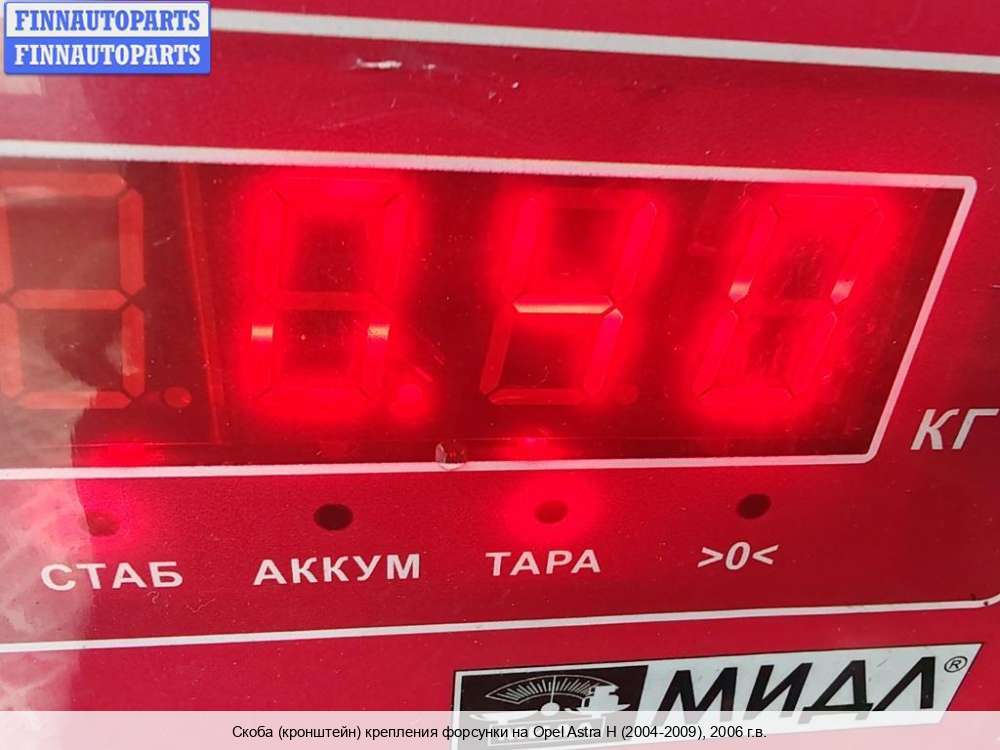 FINNAUTOPARTS
FINNAUTOPARTS
0.40
КГ
СТАБ АККУМ ТАРА >0<
МИДЛ®
Скоба (кронштейн) крепления форсунки на Opel Astra H (2004-2009), 2006 г.в.